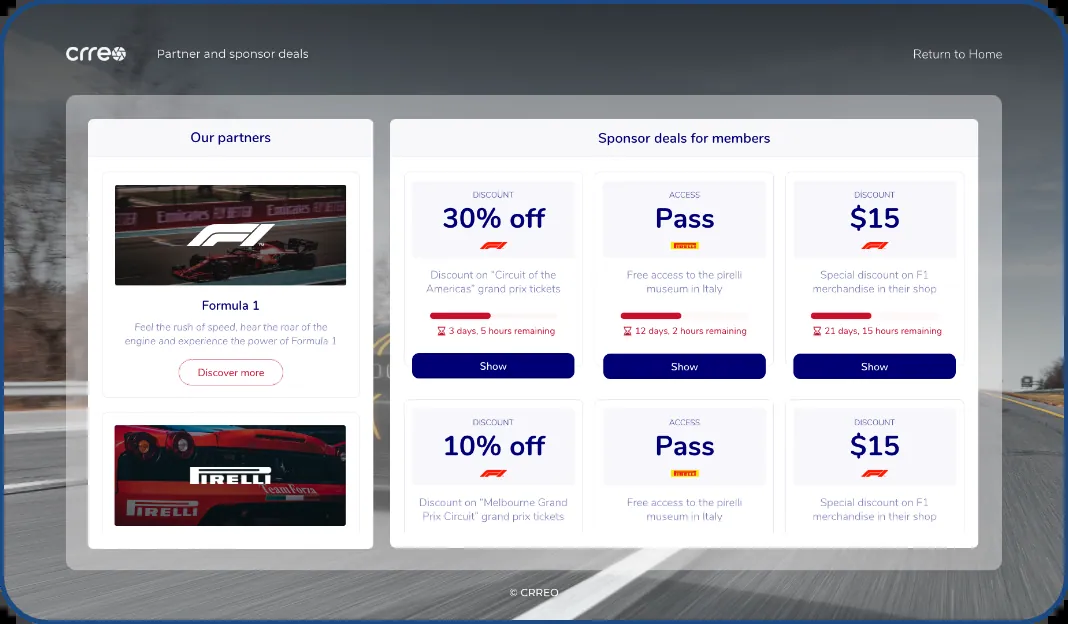 crreo
Partner and sponsor deals
Return to Home
Our partners
Emirates
Emirates
F1
Formula 1
Feel the rush of speed, hear the roar of the
engine and experience the power of Formula 1
Discover more
PIRELLI
TeamForza
PIRELLI
Sponsor deals for members
DISCOUNT
30% off
F1
Discount on "Circuit of the
Americas" grand prix tickets
3 days, 5 hours remaining
Show
ACCESS
Pass
PIRELLI
Free access to the pirelli
museum in Italy
12 days, 2 hours remaining
Show
DISCOUNT
$15
F1
Special discount on F1
merchandise in their shop
21 days, 15 hours remaining
Show
DISCOUNT
10% off
F1
Discount on "Melbourne Grand
Prix Circuit" grand prix tickets
ACCESS
Pass
PIRELLI
Free access to the pirelli
museum in Italy
DISCOUNT
$15
F1
Special discount on F1
merchandise in their shop
© CRREO